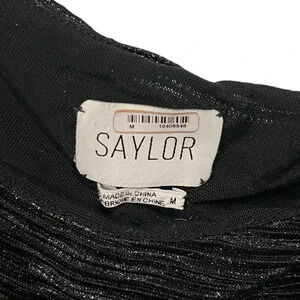 M 10406548
SAYLOR
MADE IN CHINA
FABRIQUE EN CHINE
M